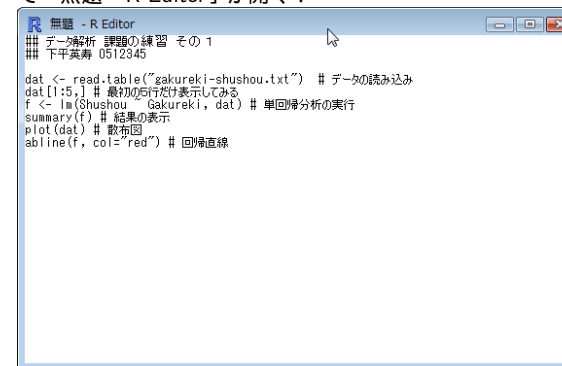 で「無題 - R Editor」が開く．
無題 - R Editor
## データ解析 課題の練習 その１
## 下平英寿 0512345
dat <- read.table("gakureki-shushou.txt")  # データの読み込み
dat[1:5,] # 最初の5行だけ表示してみる
f <- lm(Shushou ~ Gakureki, dat) # 単回帰分析の実行
summary(f) # 結果の表示
plot(dat) # 散布図
abline(f, col="red") # 回帰直線